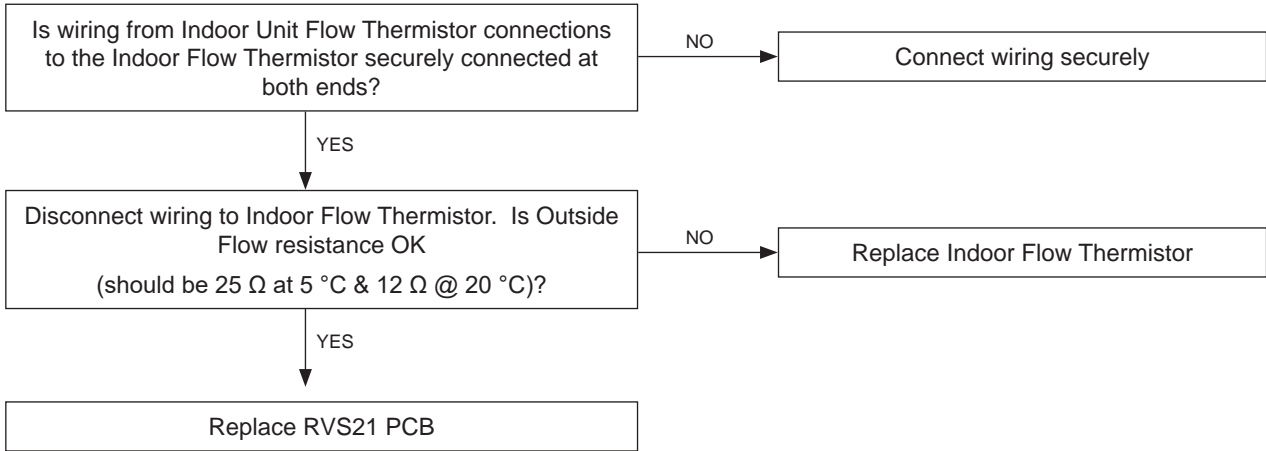 Is wiring from Indoor Unit Flow Thermistor connections
to the Indoor Flow Thermistor securely connected at
both ends?
NO
Connect wiring securely
YES
Disconnect wiring to Indoor Flow Thermistor.  Is Outside
Flow resistance OK
(should be 25 Ω at 5 °C & 12 Ω @ 20 °C)?
NO
Replace Indoor Flow Thermistor
YES
Replace RVS21 PCB